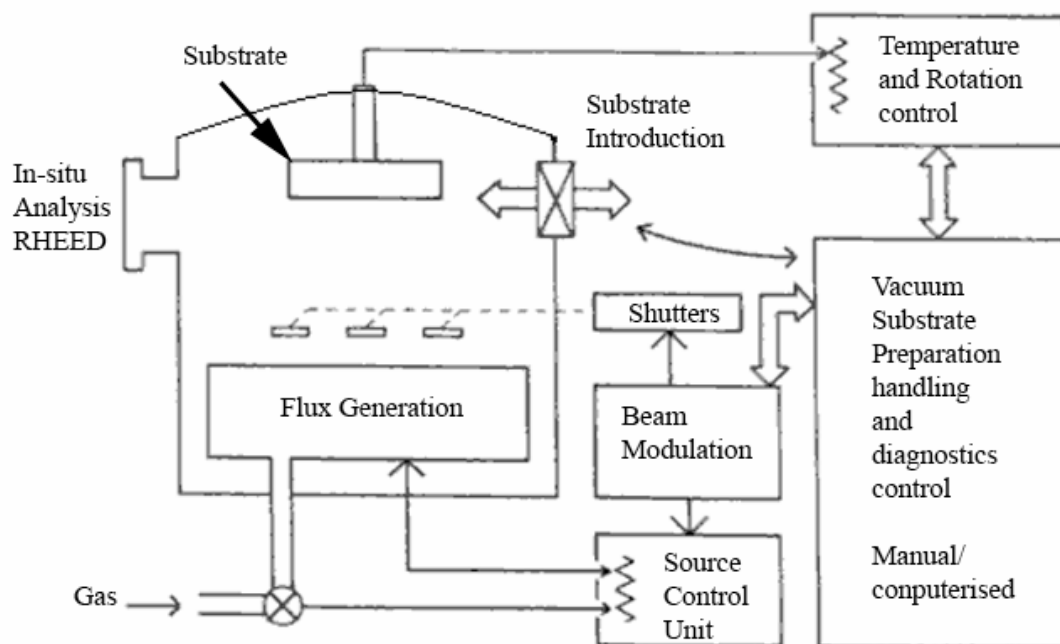 Substrate
Temperature
and Rotation
control
Substrate
Introduction
In-situ
Analysis
RHEED
Shutters
Vacuum
Substrate
Preparation
handling
and
diagnostics
control
Manual/
conputerised
Flux Generation
Beam
Modulation
Source
Control
Unit
Gas